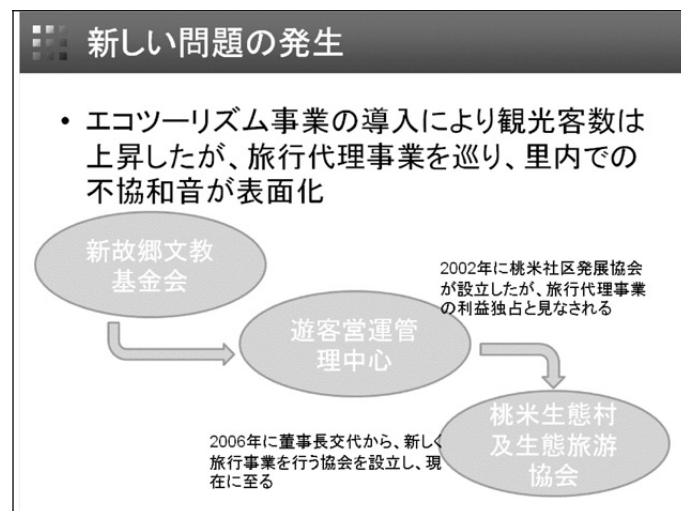 新しい問題の発生
• エコツーリズム事業の導入により観光客数は
上昇したが、旅行代理事業を巡り、里内での
不協和音が表面化
新故郷文教
基金会
2002年に桃米社区発展協会
が設立したが、旅行代理事業
の利益独占と見なされる
遊客営運管
理中心
2006年に董事長交代から、新しく
旅行事業を行う協会を設立し、現
在に至る
桃米生態村
及生態旅游
協会